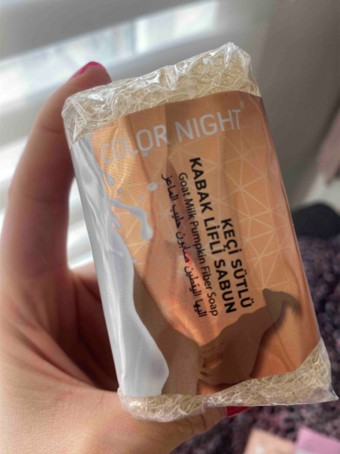 COLOR NIGHT
KEÇİ SÜTLÜ
KABAK LİFLİ SABUN
Goat Milk Pumpkin Fiber Soap